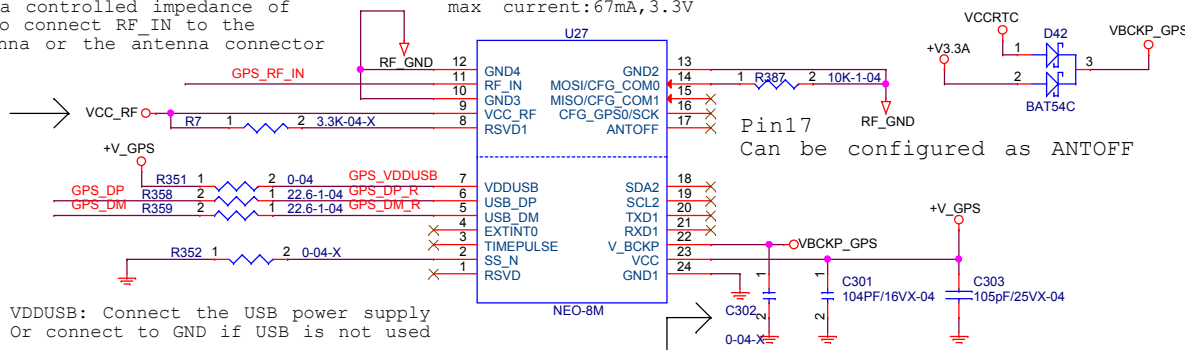 a controlled impedance of
o connect RF_IN to the
nna or the antenna connector
max current:67mA,3.3V
U27
RF_GND
GPS_RF_IN
VCC_RF
R7 1 2 3.3K-04-X
+V_GPS
R351 1 2 0-04 GPS_VDDUSB
GPS_DP R358 2 1 22.6-1-04 GPS_DP_R
GPS_DM R359 2 1 22.6-1-04 GPS_DM_R
R352 1 2 0-04-X
12 GND4
11 RF_IN
10 GND3
9 VCC_RF
8 RSVD1
7 VDDUSB
6 USB_DP
5 USB_DM
4 EXTINT0
3 TIMEPULSE
2 SS_N
1 RSVD
GND2 13
MOSI/CFG_COM0 14
MISO/CFG_COM1 15
CFG_GPS0/SCK 16
ANTOFF 17
SDA2 18
SCL2 19
TXD1 20
RXD1 21
V_BCKP 22
VCC 23
GND1 24
NEO-8M
1 R387 2 10K-1-04
RF_GND
VCCRTC
+V3.3A
D42
1
2
3
BAT54C
VBCKP_GPS
Pin17
Can be configured as ANTOFF
+V_GPS
VBCKP_GPS
1
2
C302
0-04-X
1
2
C301
104PF/16VX-04
1
2
C303
105pF/25VX-04
VDDUSB: Connect the USB power supply
Or connect to GND if USB is not used